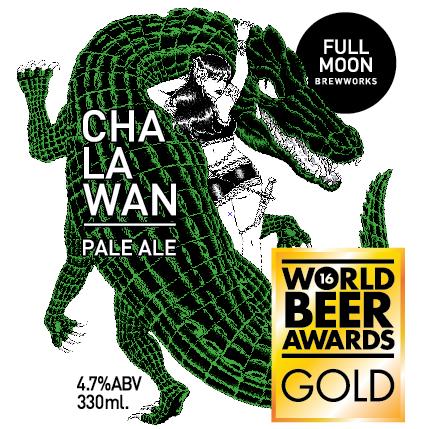 FULL
MOON
BREWWORKS
CHA
LA
WAN
PALE ALE
4.7%ABV
330ml.
16
WORLD
BEER
AWARDS
GOLD